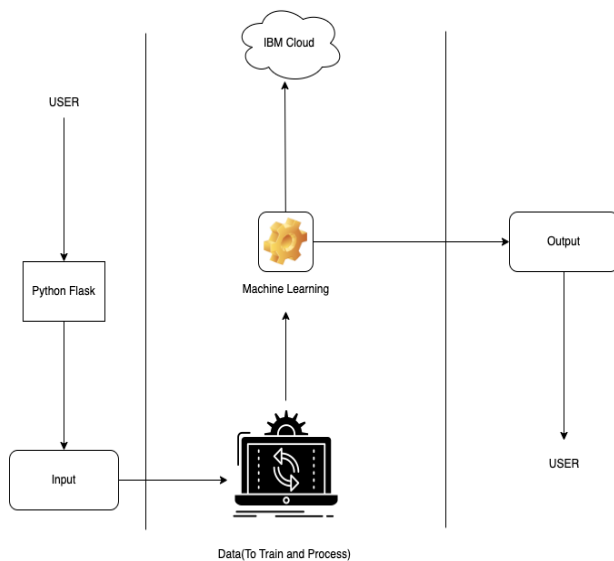 IBM Cloud
USER
Python Flask
Input
Machine Learning
Data(To Train and Process)
Output
USER